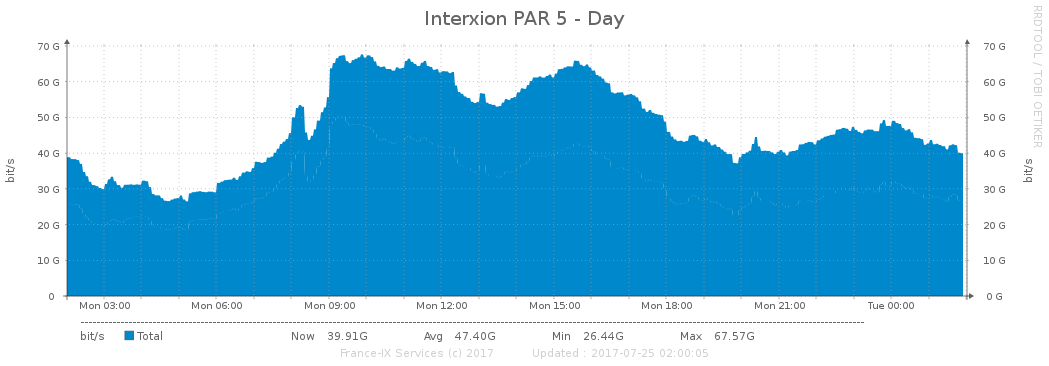 Interxion PAR 5 - Day
RRDTOOL / TOBI OETIKER
bit/s
bit/s
70 G
70 G
60 G
60 G
50 G
50 G
40 G
40 G
30 G
30 G
20 G
20 G
10 G
10 G
0
0 G
Mon 03:00 Mon 06:00 Mon 09:00 Mon 12:00 Mon 15:00 Mon 18:00 Mon 21:00 Tue 00:00
bit/s Total Now 39.91G Avg 47.40G Min 26.44G Max 67.57G
France-IX Services (c) 2017 Updated : 2017-07-25 02:00:05